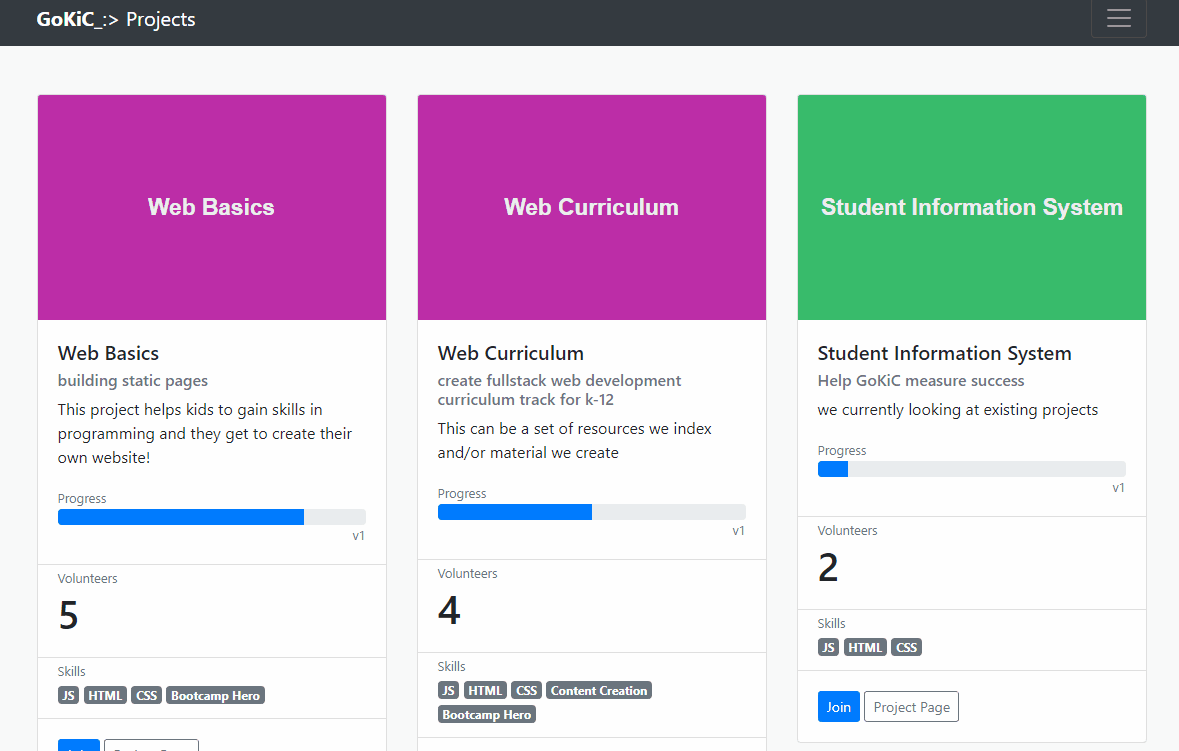 GoKiC_:> Projects
Web Basics
Web Basics
building static pages
This project helps kids to gain skills in
programming and they get to create their
own website!
Progress
v1
Volunteers
5
Skills
JS HTML CSS Bootcamp Hero
Web Curriculum
Web Curriculum
create fullstack web development
curriculum track for k-12
This can be a set of resources we index
and/or material we create
Progress
v1
Volunteers
4
Skills
JS HTML CSS Content Creation
Bootcamp Hero
Student Information System
Student Information System
Help GoKiC measure success
we currently looking at existing projects
Progress
v1
Volunteers
2
Skills
JS HTML CSS
Join Project Page